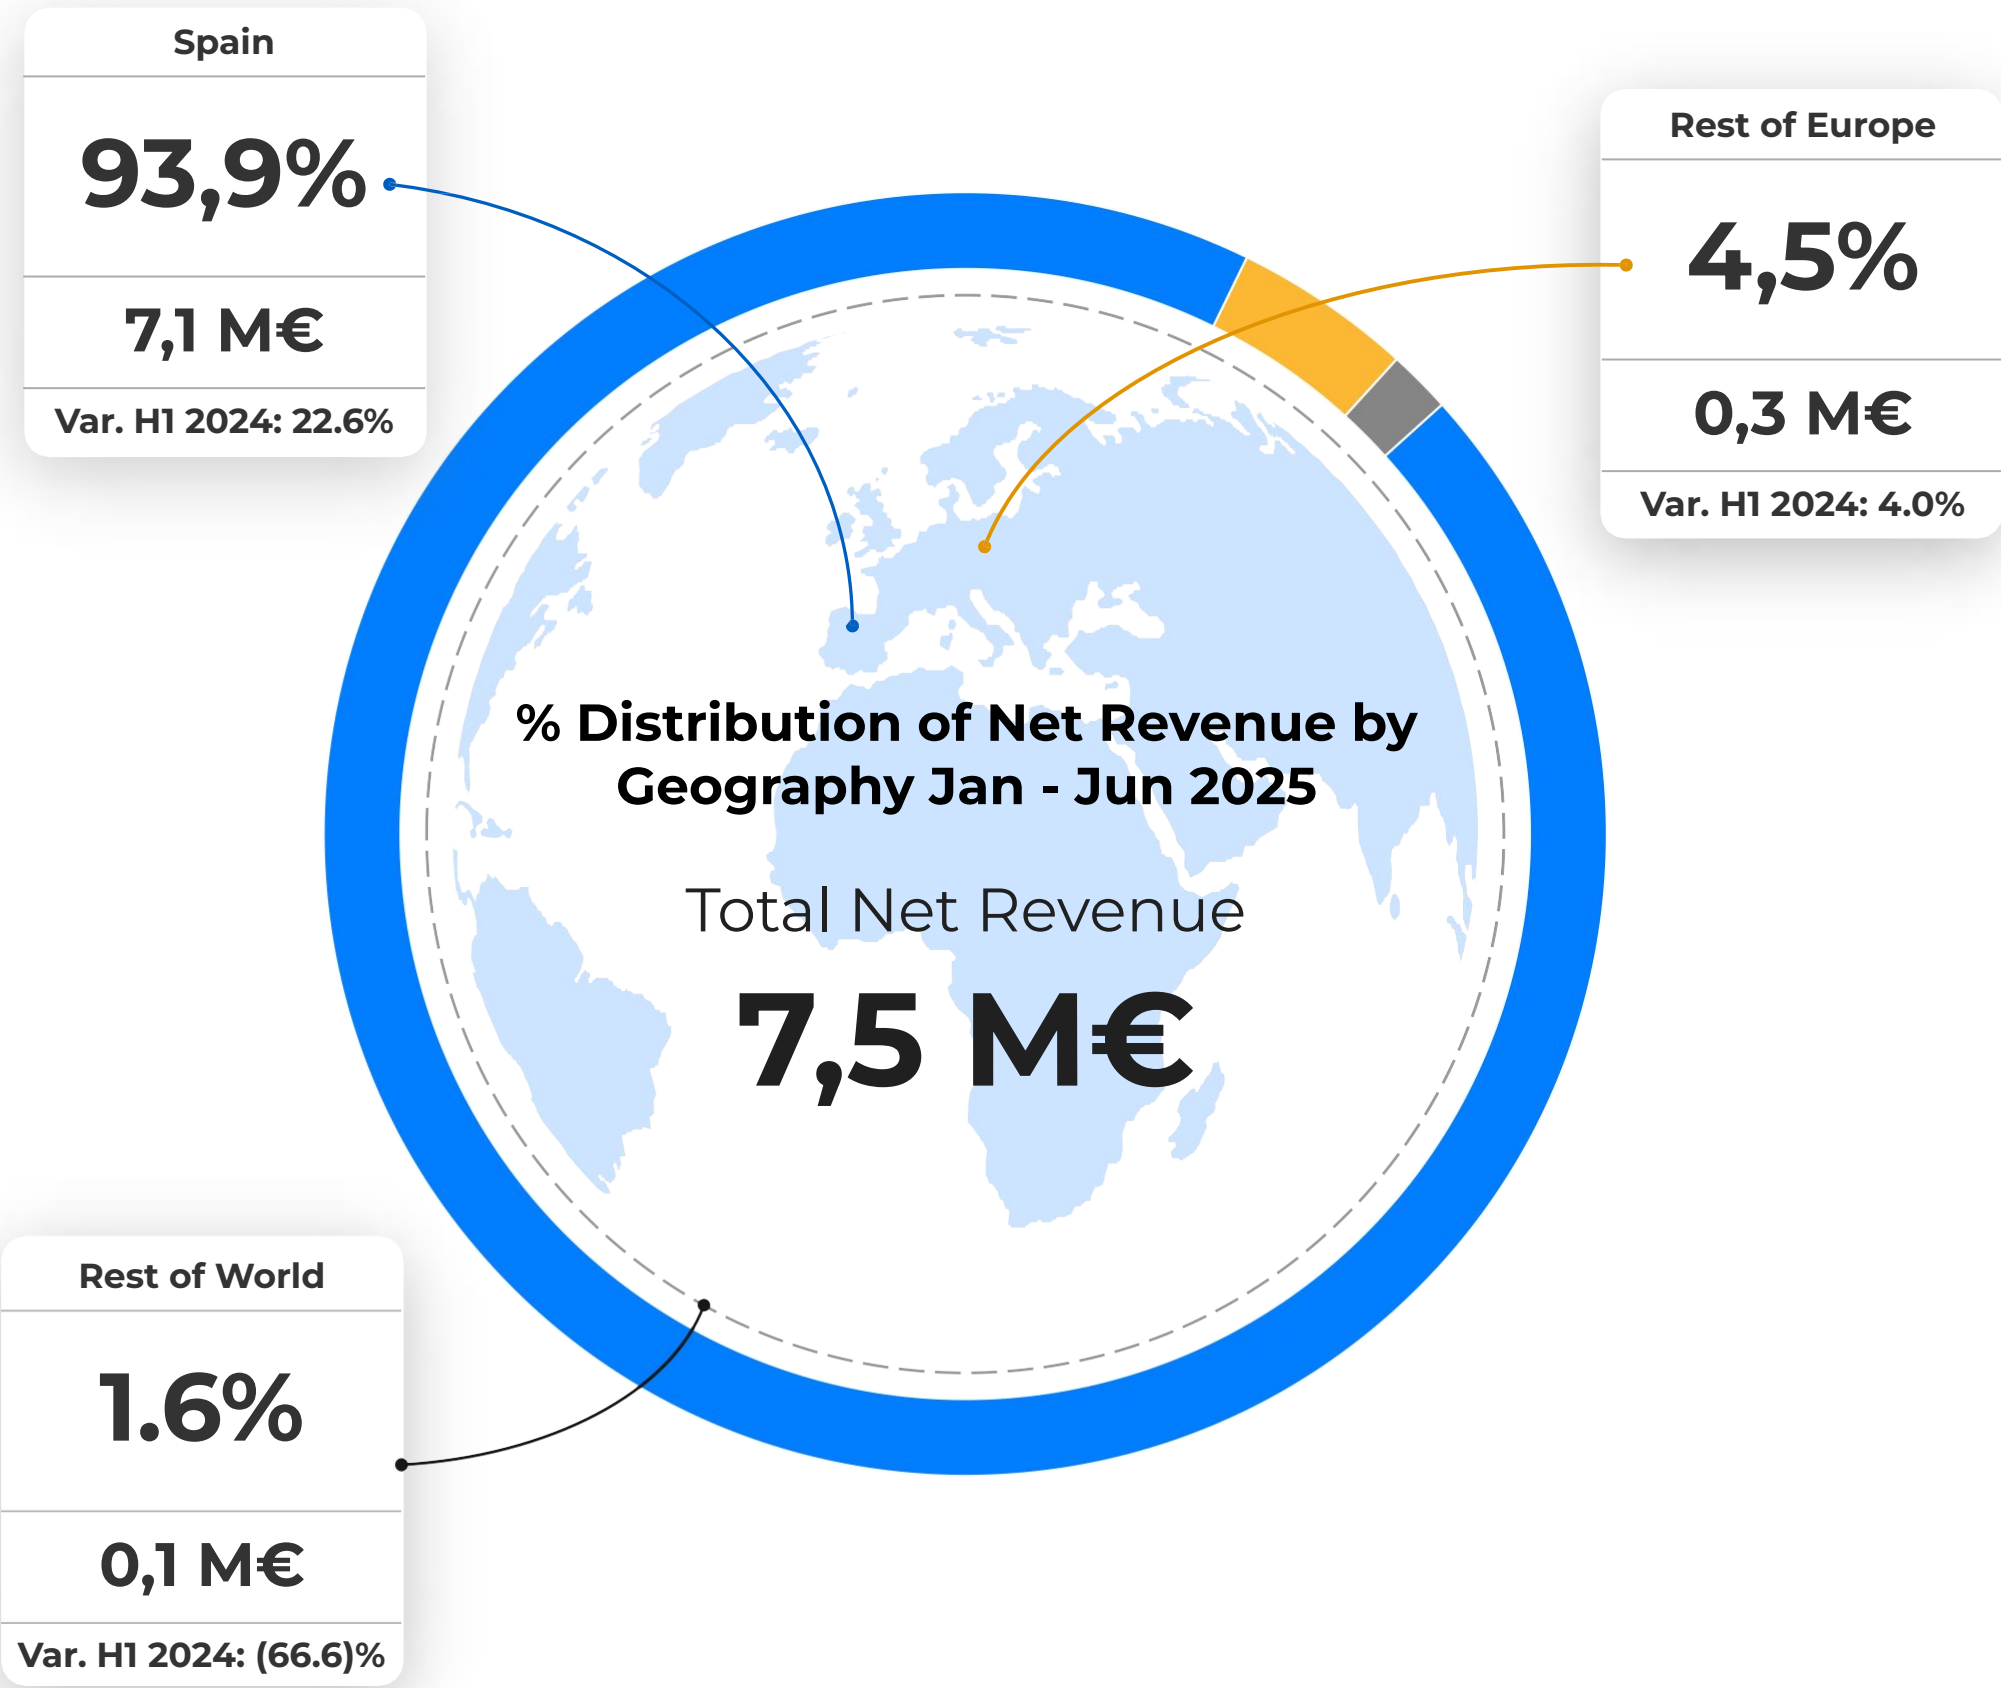 Spain
93,9%
7,1 M€
Var. H1 2024: 22.6%
Rest of Europe
4,5%
0,3 M€
Var. H1 2024: 4.0%
% Distribution of Net Revenue by
Geography Jan - Jun 2025
Total Net Revenue
7,5 M€
Rest of World
1.6%
0,1 M€
Var. H1 2024: (66.6)%